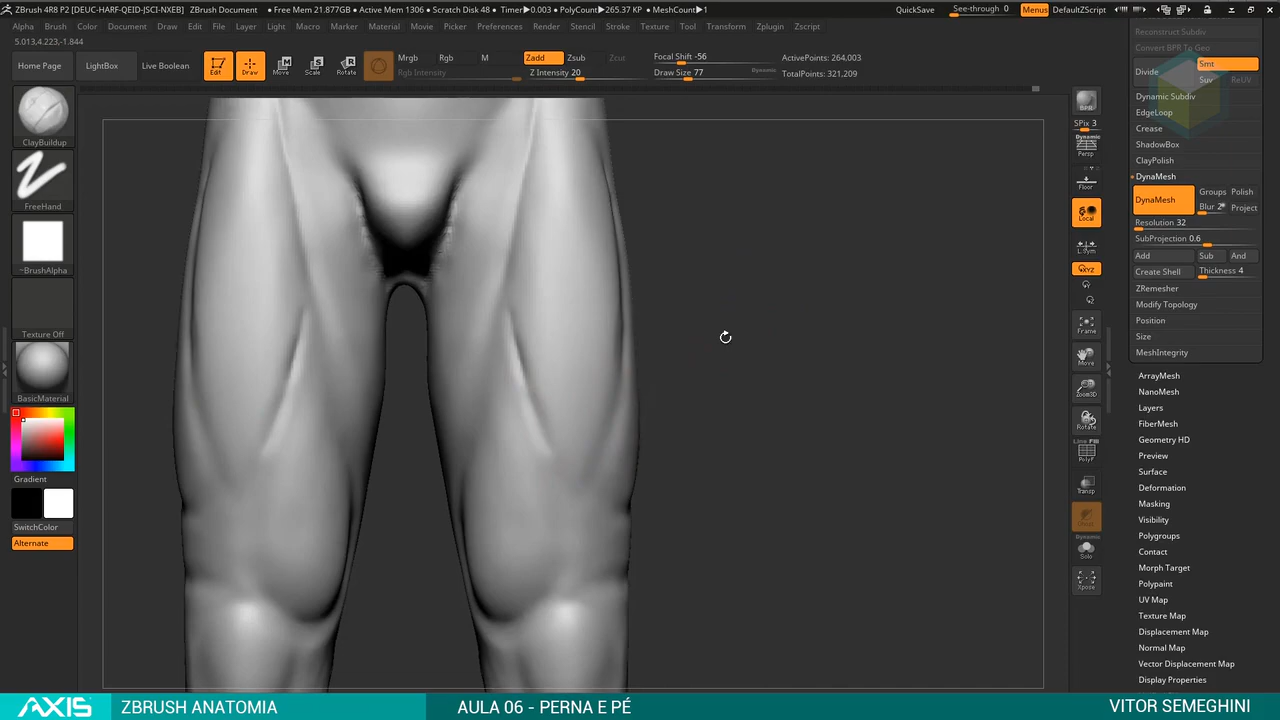 ZBrush 4R8 P2 [DEUC-HARF-QEID-JSCI-NXEB] ZBrush Document • Free Mem 21.877GB • Active Mem 1306 • Scratch Disk 48 • Timer▶0.003 • PolyCount▶265.37 KP • MeshCount▶1
QuickSave See-through 0 Menus DefaultZScript
Alpha Brush Color Document Draw Edit File Layer Light Macro Marker Material Movie Picker Preferences Render Stencil Stroke Texture Tool Transform Zplugin Zscript
5.013,4.223,-1.844
Home Page LightBox Live Boolean
Edit Draw Move Scale Rotate
Mrgb Rgb M
Rgb Intensity
Zadd Zsub Zcut
Z Intensity 20
Focal Shift -56
Draw Size 77 Dynamic
ActivePoints: 264,003
TotalPoints: 321,209
ClayBuildup
FreeHand
~BrushAlpha
Texture Off
BasicMaterial
Gradient
SwitchColor
Alternate
BPR
SPix 3
Dynamic
Persp
Floor
Local
L.Sym
XYZ
Frame
Move
Zoom3D
Rotate
Line Fill
PolyF
Transp
Dynamic
Solo
Xpose
Reconstruct Subdiv
Convert BPR To Geo
Divide Smt
Suv ReUV
Dynamic Subdiv
EdgeLoop
Crease
ShadowBox
ClayPolish
DynaMesh
DynaMesh Groups Polish
Blur 2 Project
Resolution 32
SubProjection 0.6
Add Sub And
Create Shell Thickness 4
ZRemesher
Modify Topology
Position
Size
MeshIntegrity
ArrayMesh
NanoMesh
Layers
FiberMesh
Geometry HD
Preview
Surface
Deformation
Masking
Visibility
Polygroups
Contact
Morph Target
Polypaint
UV Map
Texture Map
Displacement Map
Normal Map
Vector Displacement Map
Display Properties
AXIS ZBRUSH ANATOMIA AULA 06 - PERNA E PÉ VITOR SEMEGHINI